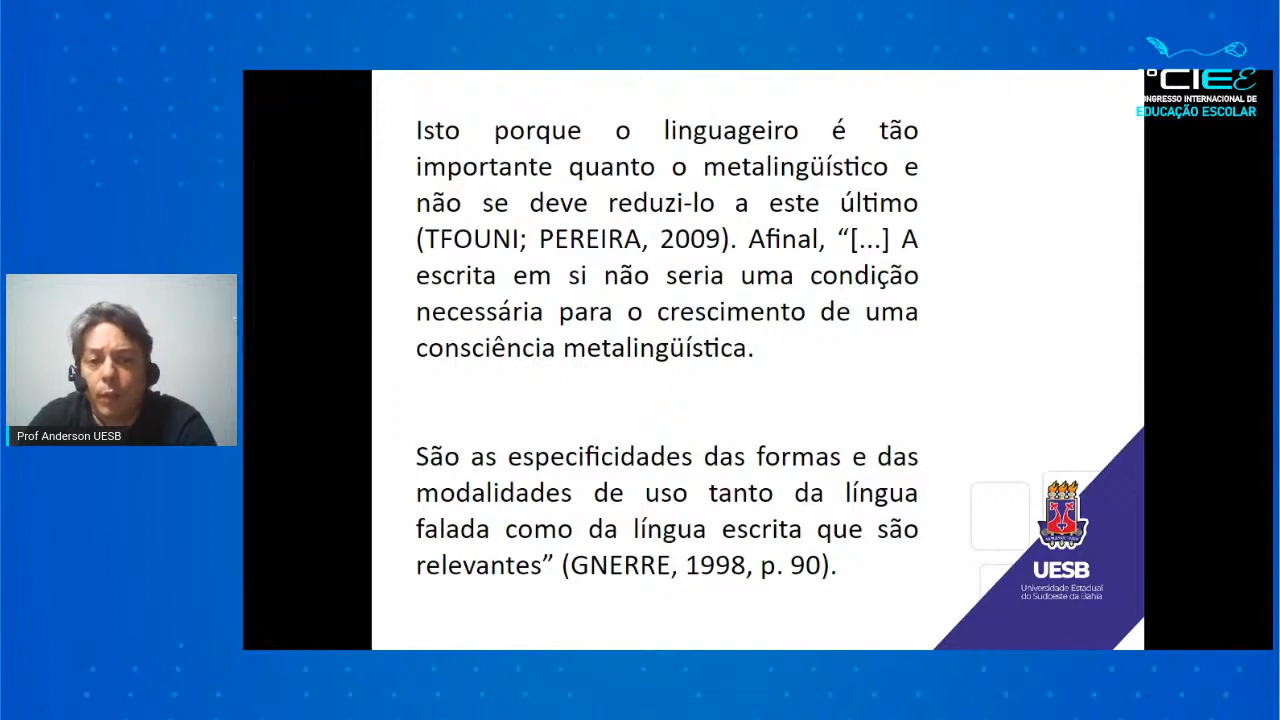 CIEE
CONGRESSO INTERNACIONAL DE
EDUCAÇÃO ESCOLAR
Isto porque o linguageiro é tão
importante quanto o metalingüístico e
não se deve reduzi-lo a este último
(TFOUNI; PEREIRA, 2009). Afinal, “[...] A
escrita em si não seria uma condição
necessária para o crescimento de uma
consciência metalingüística.
São as especificidades das formas e das
modalidades de uso tanto da língua
falada como da língua escrita que são
relevantes” (GNERRE, 1998, p. 90).
Prof Anderson UESB
UESB
Universidade Estadual
do Sudoeste da Bahia